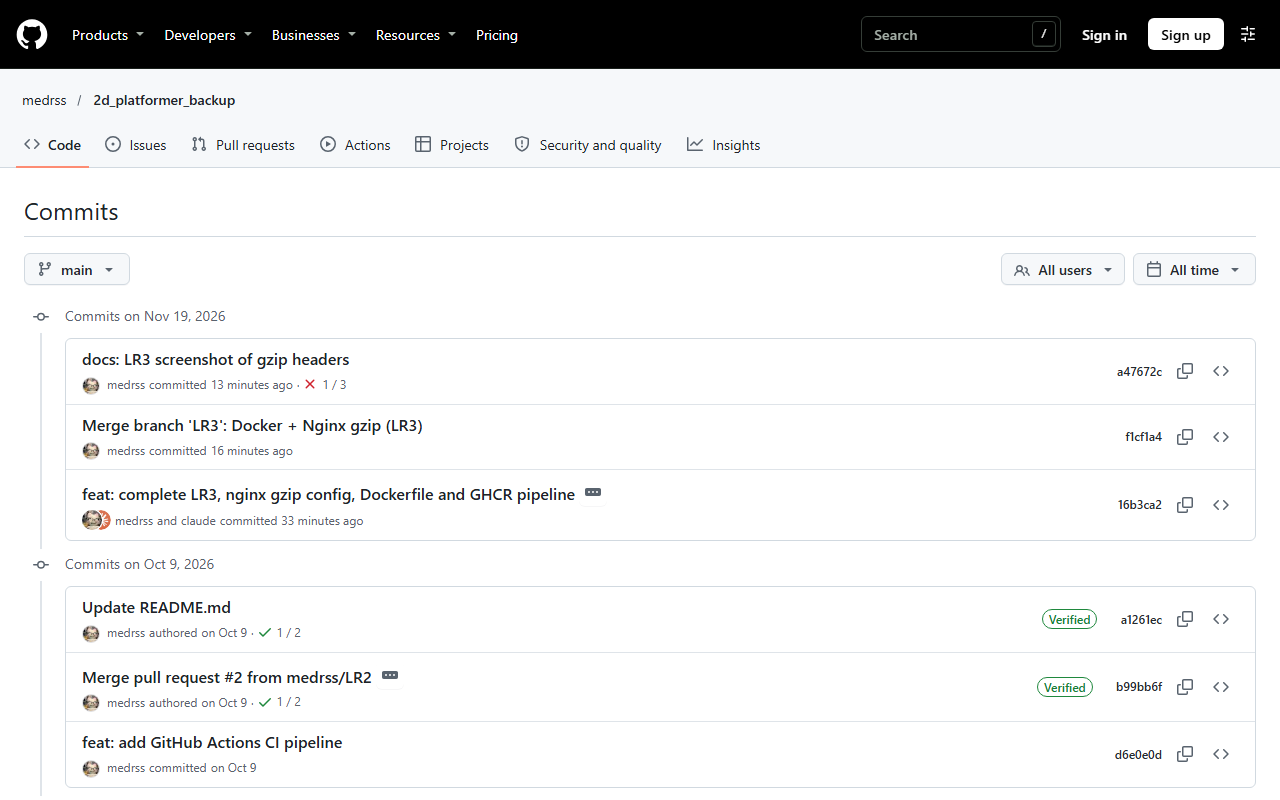 Products Developers Businesses Resources Pricing Search / Sign in Sign up
medrss / 2d_platformer_backup
Code Issues Pull requests Actions Projects Security and quality Insights
Commits
main All users All time
Commits on Nov 19, 2026
docs: LR3 screenshot of gzip headers
medrss committed 13 minutes ago · 1 / 3 a47672c
Merge branch 'LR3': Docker + Nginx gzip (LR3)
medrss committed 16 minutes ago f1cf1a4
feat: complete LR3, nginx gzip config, Dockerfile and GHCR pipeline
medrss and claude committed 33 minutes ago 16b3ca2
Commits on Oct 9, 2026
Update README.md
medrss authored on Oct 9 · 1 / 2 Verified a1261ec
Merge pull request #2 from medrss/LR2
medrss authored on Oct 9 · 1 / 2 Verified b99bb6f
feat: add GitHub Actions CI pipeline
medrss committed on Oct 9 d6e0e0d